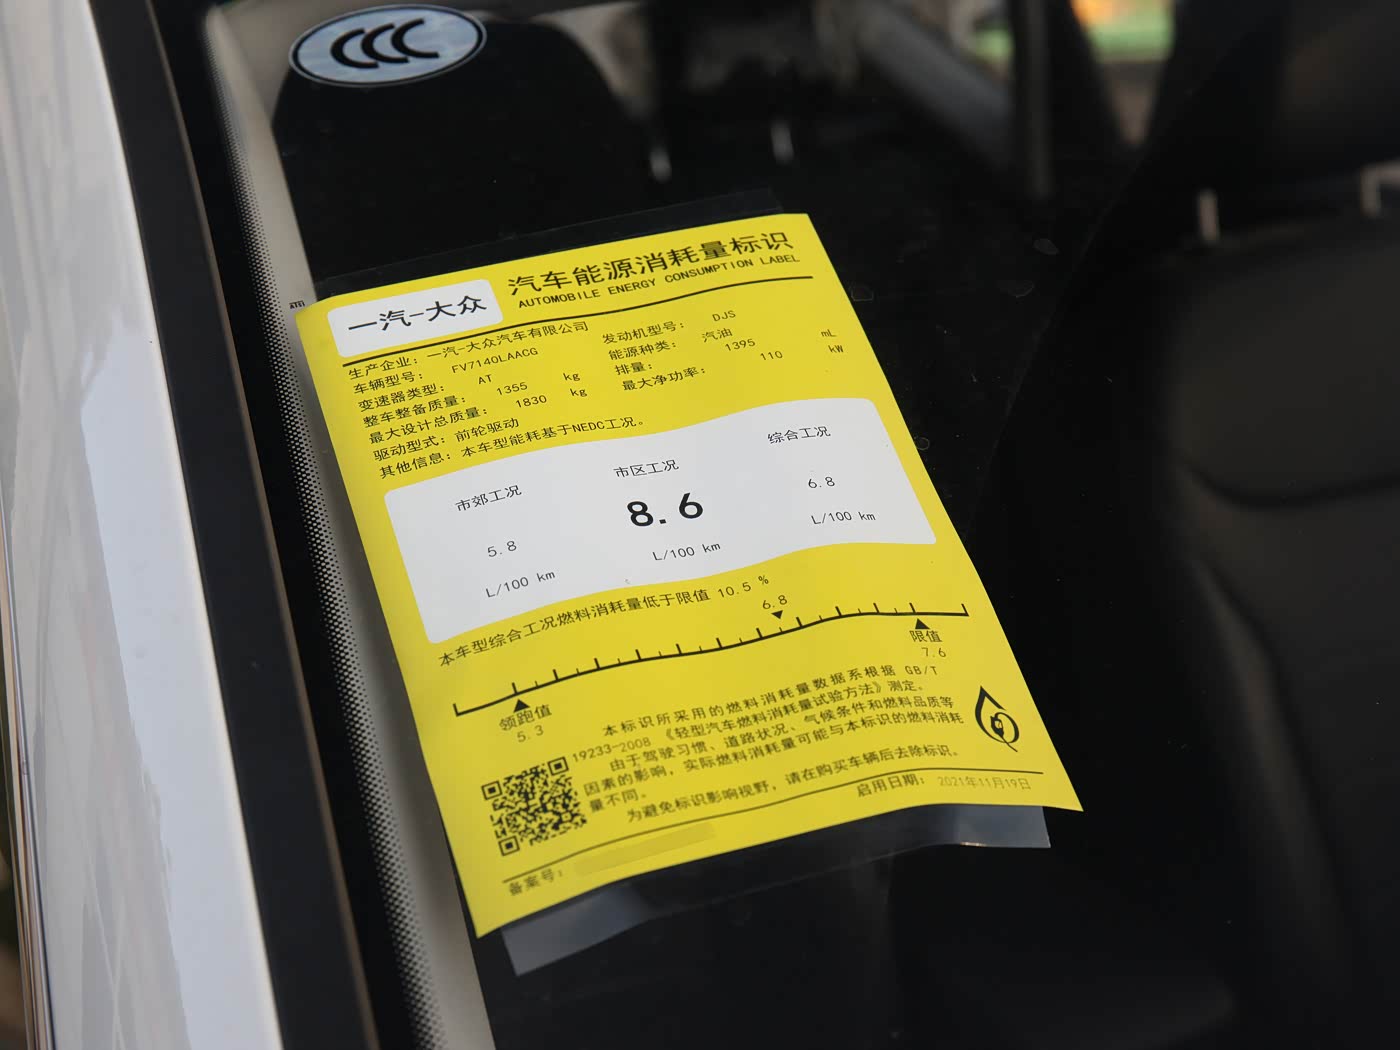 CCC
一汽-大众
汽车能源消耗量标识
AUTOMOBILE ENERGY CONSUMPTION LABEL
生产企业：一汽-大众汽车有限公司
车辆型号： FV7140LAACG
变速器类型： AT
整车整备质量： 1355 kg
最大设计总质量： 1830 kg
驱动型式：前轮驱动
其他信息：本车型能耗基于NEDC工况。
发动机型号： DJS
能源种类： 汽油
排量： 1395 mL
最大净功率： 110 kW
市郊工况
5.8
L/100 km
市区工况
8.6
L/100 km
综合工况
6.8
L/100 km
本车型综合工况燃料消耗量低于限值 10.5 %
6.8
领跑值
5.3
限值
7.6
本标识所采用的燃料消耗量数据系根据 GB/T
19233-2008 《轻型汽车燃料消耗量试验方法》测定。
由于驾驶习惯、道路状况、气候条件和燃料品质等
因素的影响，实际燃料消耗量可能与本标识的燃料消耗
量不同。
为避免标识影响视野，请在购买车辆后去除标识。
启用日期： 2021年11月19日
备案号：